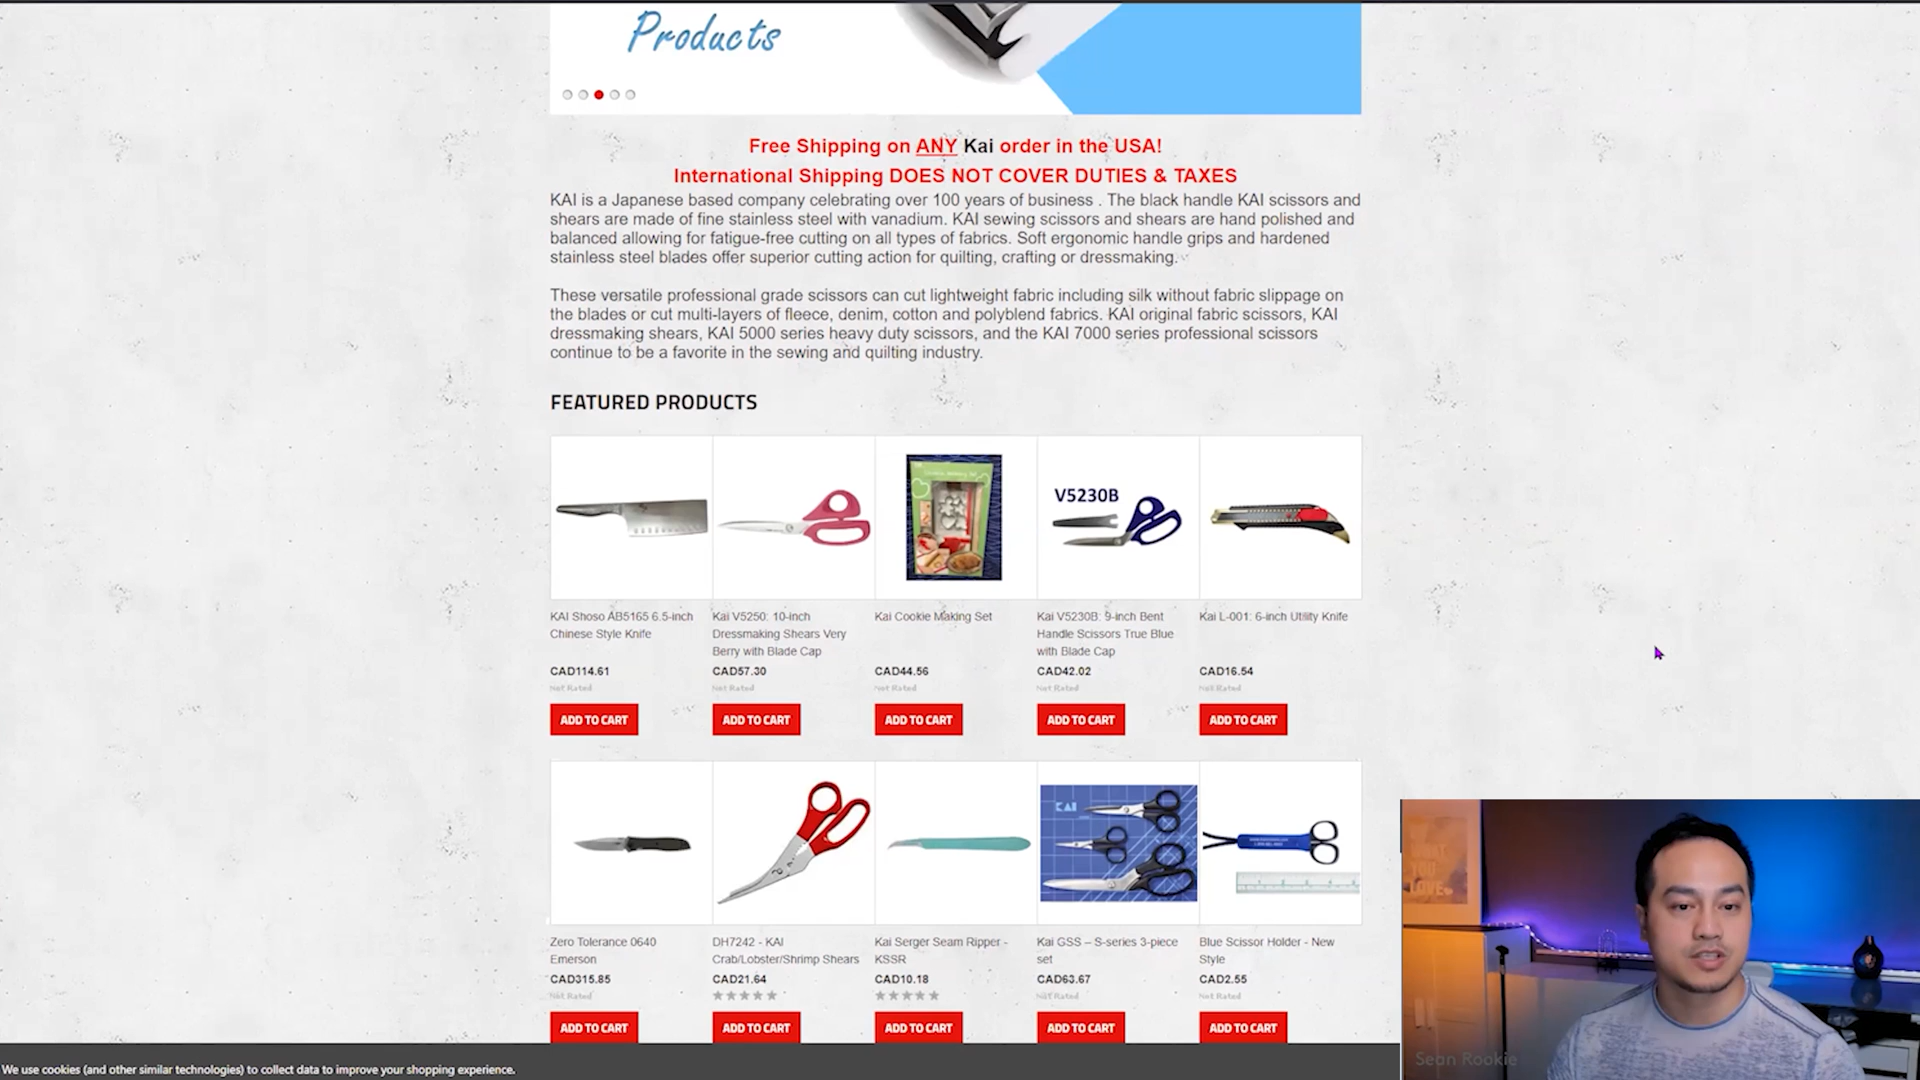 Products
Free Shipping on ANY Kai order in the USA!
International Shipping DOES NOT COVER DUTIES & TAXES
KAI is a Japanese based company celebrating over 100 years of business . The black handle KAI scissors and
shears are made of fine stainless steel with vanadium. KAI sewing scissors and shears are hand polished and
balanced allowing for fatigue-free cutting on all types of fabrics. Soft ergonomic handle grips and hardened
stainless steel blades offer superior cutting action for quilting, crafting or dressmaking.
These versatile professional grade scissors can cut lightweight fabric including silk without fabric slippage on
the blades or cut multi-layers of fleece, denim, cotton and polyblend fabrics. KAI original fabric scissors, KAI
dressmaking shears, KAI 5000 series heavy duty scissors, and the KAI 7000 series professional scissors
continue to be a favorite in the sewing and quilting industry.
FEATURED PRODUCTS
V5230B
KAI Shoso AB5165 6.5-inch
Chinese Style Knife
CAD114.61
Not Rated
ADD TO CART
Kai V5250: 10-inch
Dressmaking Shears Very
Berry with Blade Cap
CAD57.30
Not Rated
ADD TO CART
Kai Cookie Making Set
CAD44.56
Not Rated
ADD TO CART
Kai V5230B: 9-inch Bent
Handle Scissors True Blue
with Blade Cap
CAD42.02
Not Rated
ADD TO CART
Kai L-001: 6-inch Utility Knife
CAD16.54
Not Rated
ADD TO CART
KAI
Zero Tolerance 0640
Emerson
CAD315.85
Not Rated
ADD TO CART
DH7242 - KAI
Crab/Lobster/Shrimp Shears
CAD21.64
ADD TO CART
Kai Serger Seam Ripper -
KSSR
CAD10.18
ADD TO CART
Kai GSS – S-series 3-piece
set
CAD63.67
Not Rated
ADD TO CART
Blue Scissor Holder - New
Style
CAD2.55
Not Rated
ADD TO CART
We use cookies (and other similar technologies) to collect data to improve your shopping experience.
YOU
LOVE
Sean Rookie